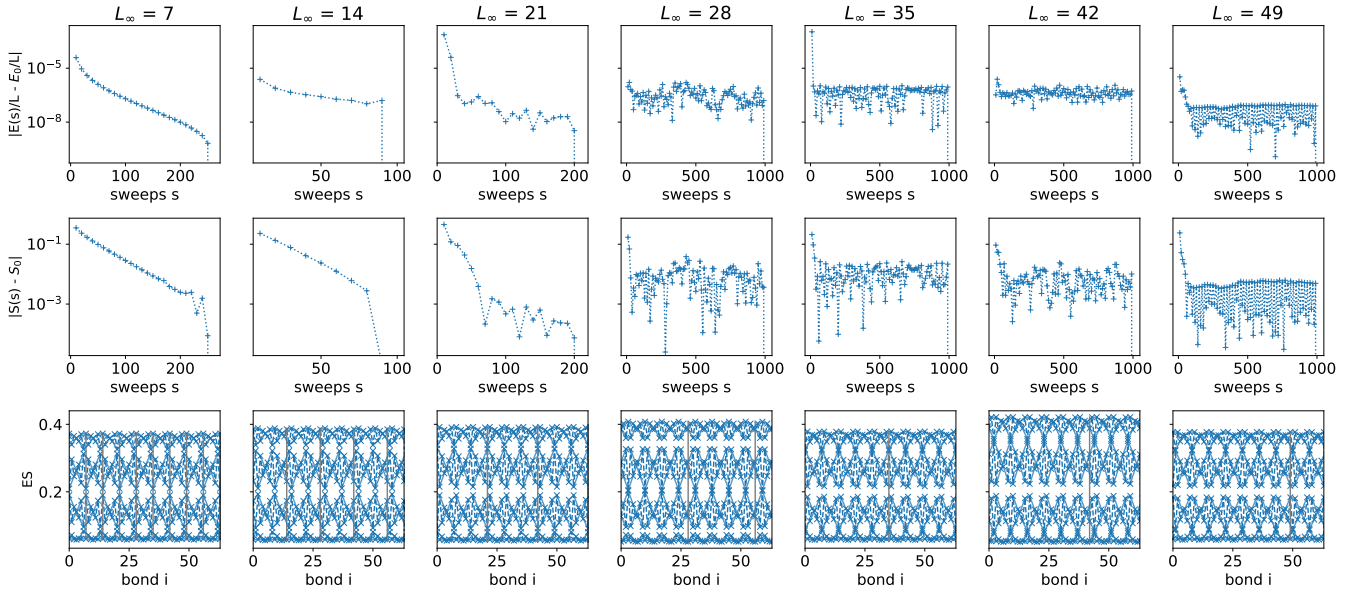 L∞ = 7 L∞ = 14 L∞ = 21 L∞ = 28 L∞ = 35 L∞ = 42 L∞ = 49
|E(s)/L - E₀/L|
10⁻⁵
10⁻⁸
0 100 200 50 100 0 100 200 0 500 1000 0 500 1000 0 500 1000 0 500 1000
sweeps s sweeps s sweeps s sweeps s sweeps s sweeps s sweeps s
|S(s) - S₀|
10⁻¹
10⁻³
0 100 200 50 100 0 100 200 0 500 1000 0 500 1000 0 500 1000 0 500 1000
sweeps s sweeps s sweeps s sweeps s sweeps s sweeps s sweeps s
ES
0.4
0.2
0 25 50 0 25 50 0 25 50 0 25 50 0 25 50 0 25 50 0 25 50
bond i bond i bond i bond i bond i bond i bond i